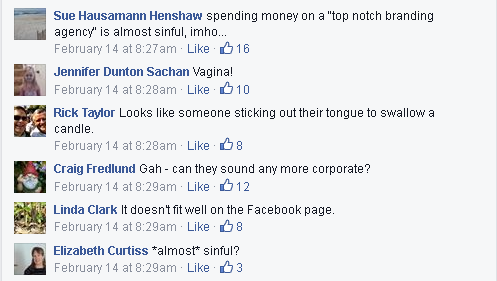 Sue Hausamann Henshaw spending money on a "top notch branding
agency" is almost sinful, imho...
February 14 at 8:27am · Like · 16
Jennifer Dunton Sachan Vagina!
February 14 at 8:28am · Like · 10
Rick Taylor Looks like someone sticking out their tongue to swallow a
candle.
February 14 at 8:28am · Like · 8
Craig Fredlund Gah - can they sound any more corporate?
February 14 at 8:29am · Like · 12
Linda Clark It doesn't fit well on the Facebook page.
February 14 at 8:29am · Like · 8
Elizabeth Curtiss *almost* sinful?
February 14 at 8:29am · Like · 3